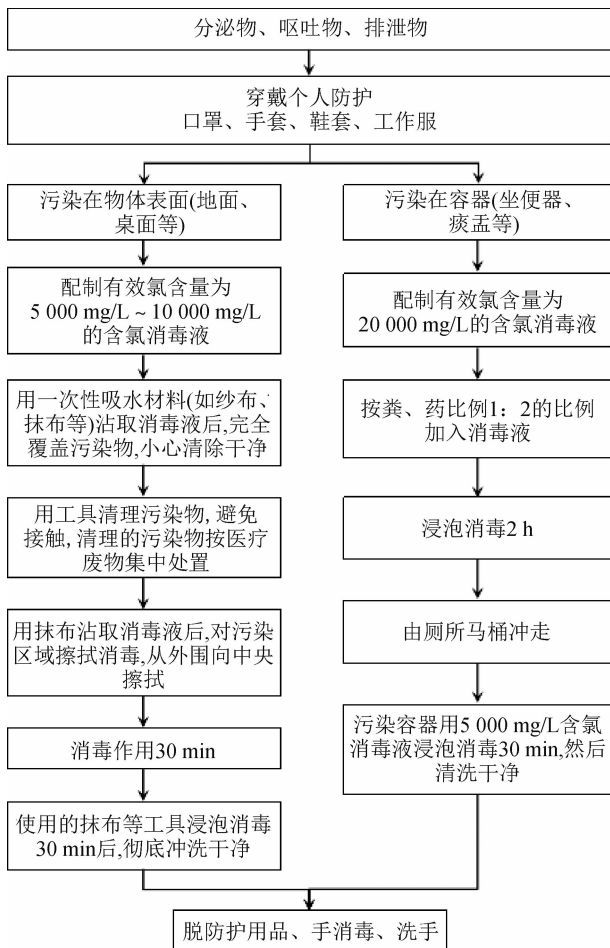 分泌物、呕吐物、排泄物
穿戴个人防护
口罩、手套、鞋套、工作服
污染在物体表面(地面、
桌面等)
配制有效氯含量为
5 000 mg/L ~ 10 000 mg/L
的含氯消毒液
用一次性吸水材料(如纱布、
抹布等)沾取消毒液后,完全
覆盖污染物,小心清除干净
用工具清理污染物, 避免
接触, 清理的污染物按医疗
废物集中处置
用抹布沾取消毒液后,对污染
区域擦拭消毒,从外围向中央
擦拭
消毒作用30 min
使用的抹布等工具浸泡消毒
30 min后,彻底冲洗干净
污染在容器(坐便器、
痰盂等)
配制有效氯含量为
20 000 mg/L的含氯消毒液
按粪、药比例1：2的比例
加入消毒液
浸泡消毒2 h
由厕所马桶冲走
污染容器用5 000 mg/L含氯
消毒液浸泡消毒30 min,然后
清洗干净
脱防护用品、手消毒、洗手